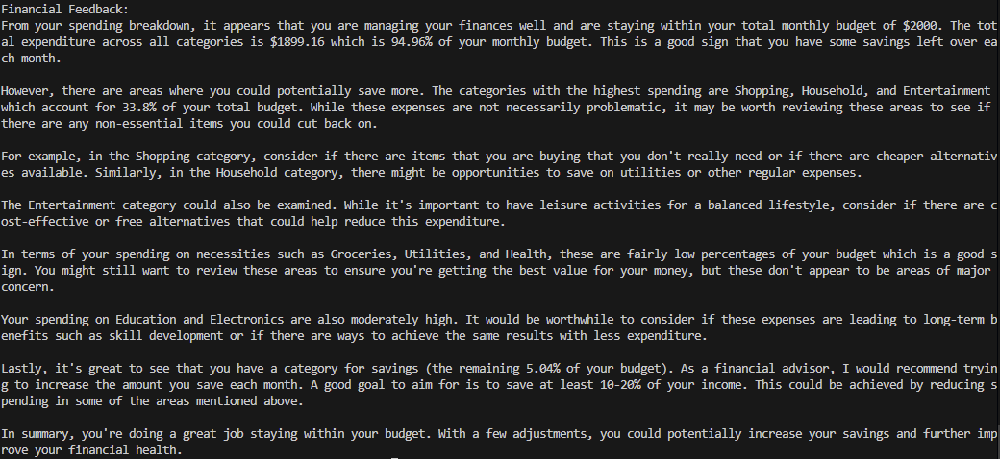 Financial Feedback:
From your spending breakdown, it appears that you are managing your finances well and are staying within your total monthly budget of $2000. The tot
al expenditure across all categories is $1899.16 which is 94.96% of your monthly budget. This is a good sign that you have some savings left over ea
ch month.

However, there are areas where you could potentially save more. The categories with the highest spending are Shopping, Household, and Entertainment
which account for 33.8% of your total budget. While these expenses are not necessarily problematic, it may be worth reviewing these areas to see if
there are any non-essential items you could cut back on.

For example, in the Shopping category, consider if there are items that you are buying that you don't really need or if there are cheaper alternativ
es available. Similarly, in the Household category, there might be opportunities to save on utilities or other regular expenses.

The Entertainment category could also be examined. While it's important to have leisure activities for a balanced lifestyle, consider if there are c
ost-effective or free alternatives that could help reduce this expenditure.

In terms of your spending on necessities such as Groceries, Utilities, and Health, these are fairly low percentages of your budget which is a good s
ign. You might still want to review these areas to ensure you're getting the best value for your money, but these don't appear to be areas of major
concern.

Your spending on Education and Electronics are also moderately high. It would be worthwhile to consider if these expenses are leading to long-term b
enefits such as skill development or if there are ways to achieve the same results with less expenditure.

Lastly, it's great to see that you have a category for savings (the remaining 5.04% of your budget). As a financial advisor, I would recommend tryin
g to increase the amount you save each month. A good goal to aim for is to save at least 10-20% of your income. This could be achieved by reducing s
pending in some of the areas mentioned above.

In summary, you're doing a great job staying within your budget. With a few adjustments, you could potentially increase your savings and further imp
rove your financial health.